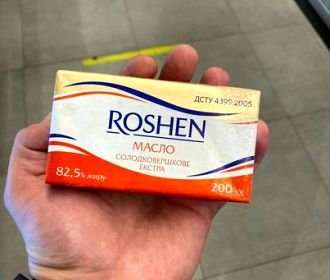 ДСТУ 4399:2005
ROSHEN
МАСЛО
СОЛОДКОВЕРШКОВЕ
ЕКСТРА
82,5% жиру
200 г